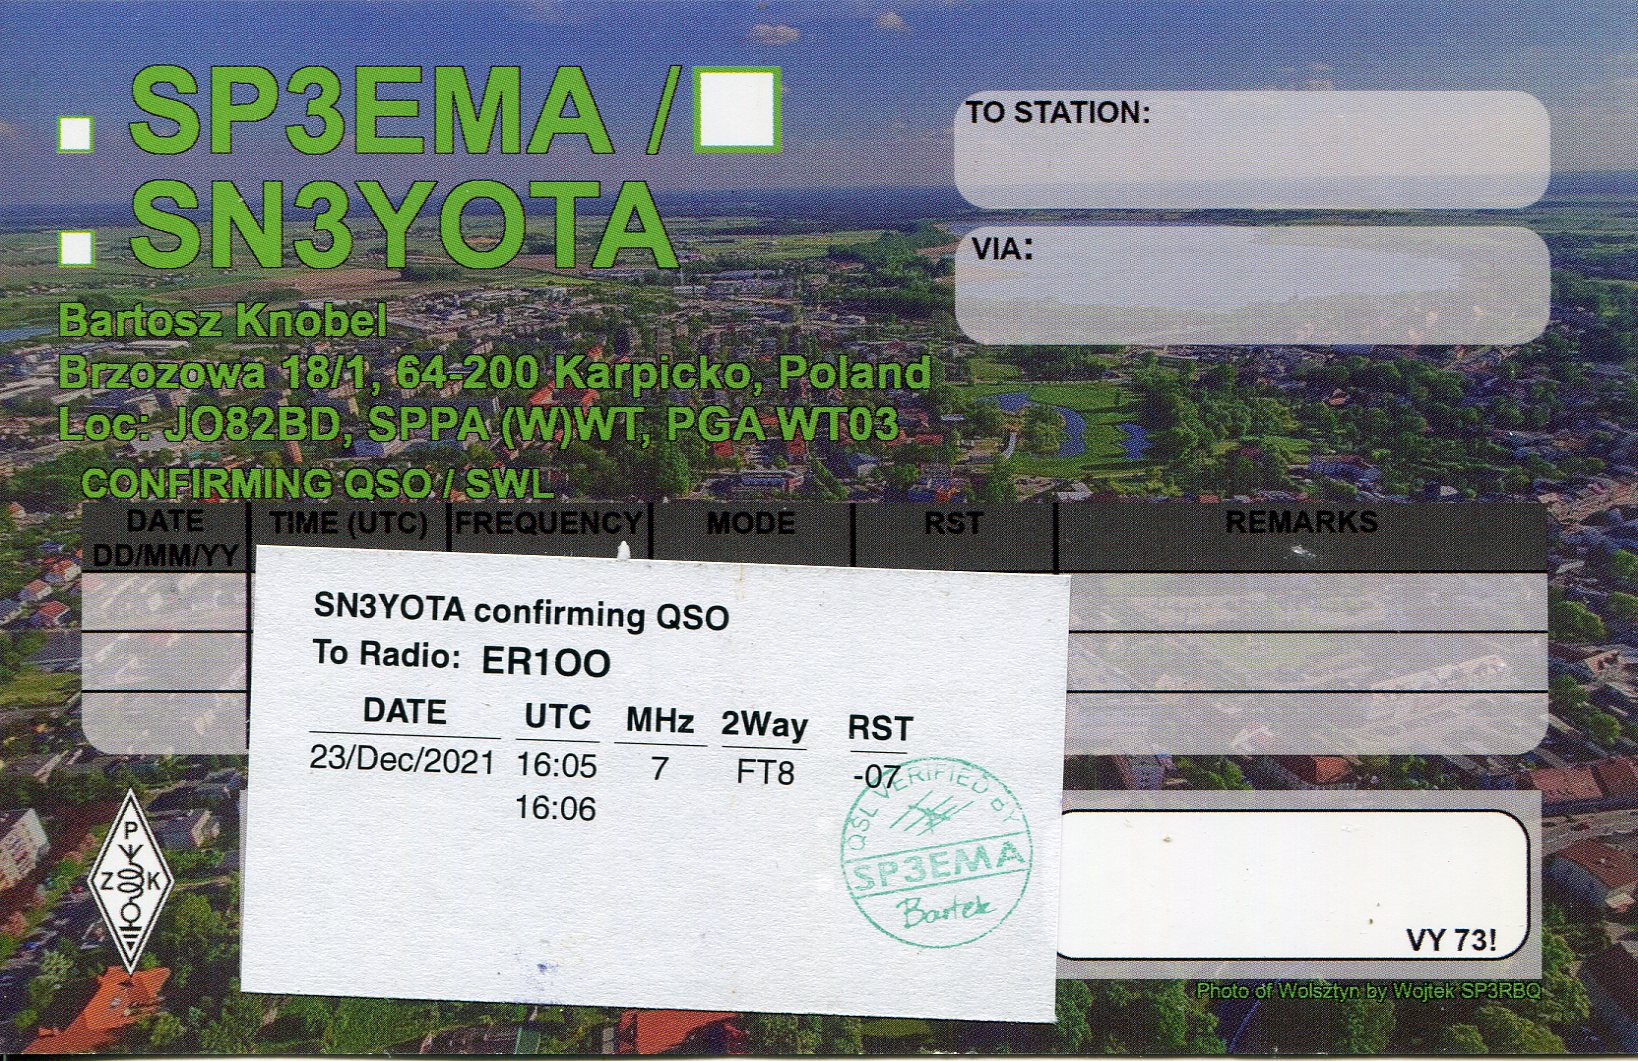 SP3EMA /
SN3YOTA
Bartosz Knobel
Brzozowa 18/1, 64-200 Karpicko, Poland
Loc: JO82BD, SPPA (W)WT, PGA WT03
CONFIRMING QSO / SWL
TO STATION:
VIA:
DATE DD/MM/YY TIME (UTC) FREQUENCY MODE RST REMARKS
SN3YOTA confirming QSO
To Radio: ER1OO
DATE UTC MHz 2Way RST
23/Dec/2021 16:05 7 FT8 -07
16:06
QSL VERIFIED BY
SP3EMA
Bartek
P
Z K
VY 73!
Photo of Wolsztyn by Wojtek SP3RBQ